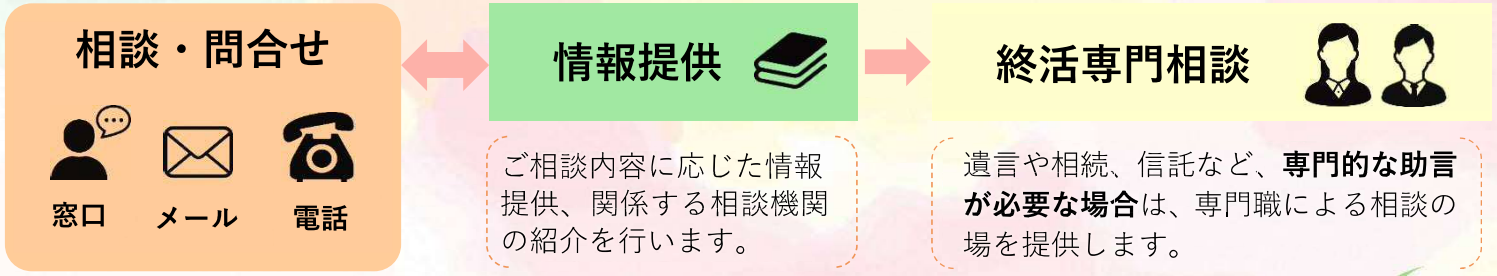 相談・問合せ
窓口
メール
電話
情報提供
ご相談内容に応じた情報
提供、関係する相談機関
の紹介を行います。
終活専門相談
遺言や相続、信託など、専門的な助言
が必要な場合は、専門職による相談の
場を提供します。